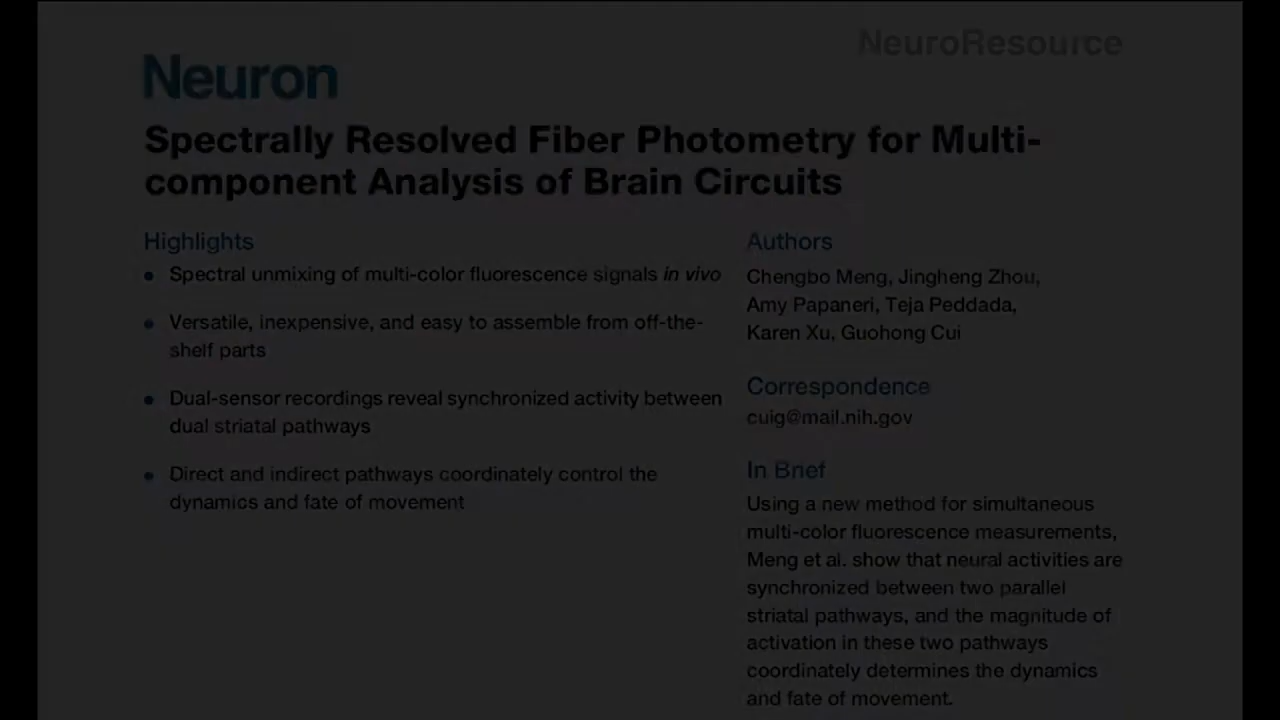 NeuroResource
Neuron
Spectrally Resolved Fiber Photometry for Multi-
component Analysis of Brain Circuits
Highlights
• Spectral unmixing of multi-color fluorescence signals in vivo
• Versatile, inexpensive, and easy to assemble from off-the-
shelf parts
• Dual-sensor recordings reveal synchronized activity between
dual striatal pathways
• Direct and indirect pathways coordinately control the
dynamics and fate of movement
Authors
Chengbo Meng, Jingheng Zhou,
Amy Papaneri, Teja Peddada,
Karen Xu, Guohong Cui
Correspondence
cuig@mail.nih.gov
In Brief
Using a new method for simultaneous
multi-color fluorescence measurements,
Meng et al. show that neural activities are
synchronized between two parallel
striatal pathways, and the magnitude of
activation in these two pathways
coordinately determines the dynamics
and fate of movement.